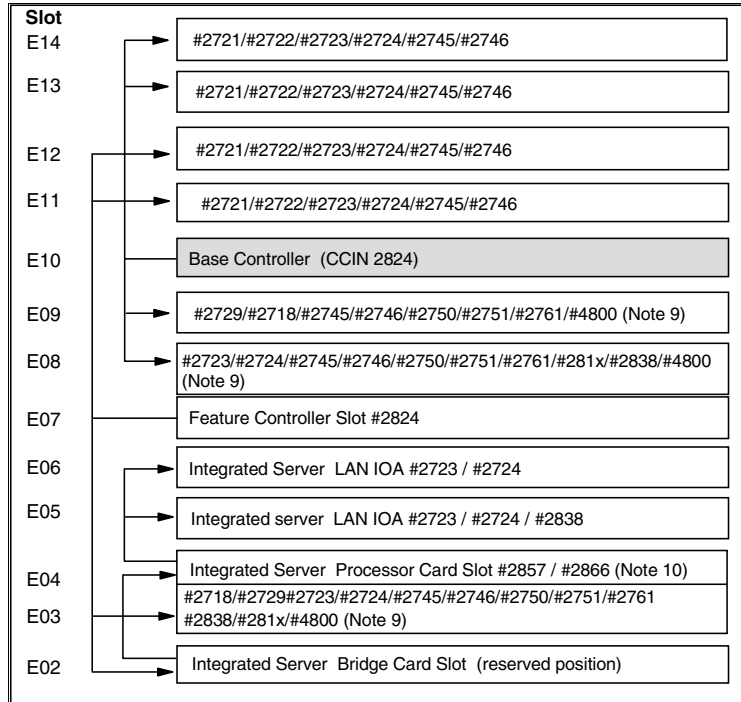 Slot
E14 #2721/#2722/#2723/#2724/#2745/#2746
E13 #2721/#2722/#2723/#2724/#2745/#2746
E12 #2721/#2722/#2723/#2724/#2745/#2746
E11 #2721/#2722/#2723/#2724/#2745/#2746
E10 Base Controller (CCIN 2824)
E09 #2729/#2718/#2745/#2746/#2750/#2751/#2761/#4800 (Note 9)
E08 #2723/#2724/#2745/#2746/#2750/#2751/#2761/#281x/#2838/#4800
(Note 9)
E07 Feature Controller Slot #2824
E06 Integrated Server LAN IOA #2723 / #2724
E05 Integrated server LAN IOA #2723 / #2724 / #2838
E04 Integrated Server Processor Card Slot #2857 / #2866 (Note 10)
E03 #2718/#2729#2723/#2724/#2745/#2746/#2750/#2751/#2761
#2838/#281x/#4800 (Note 9)
E02 Integrated Server Bridge Card Slot (reserved position)